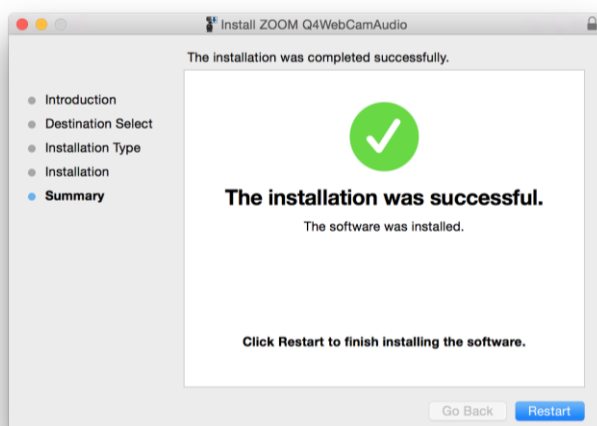 Install ZOOM Q4WebCamAudio
The installation was completed successfully.
Introduction
Destination Select
Installation Type
Installation
Summary
The installation was successful.
The software was installed.
Click Restart to finish installing the software.
Go Back
Restart